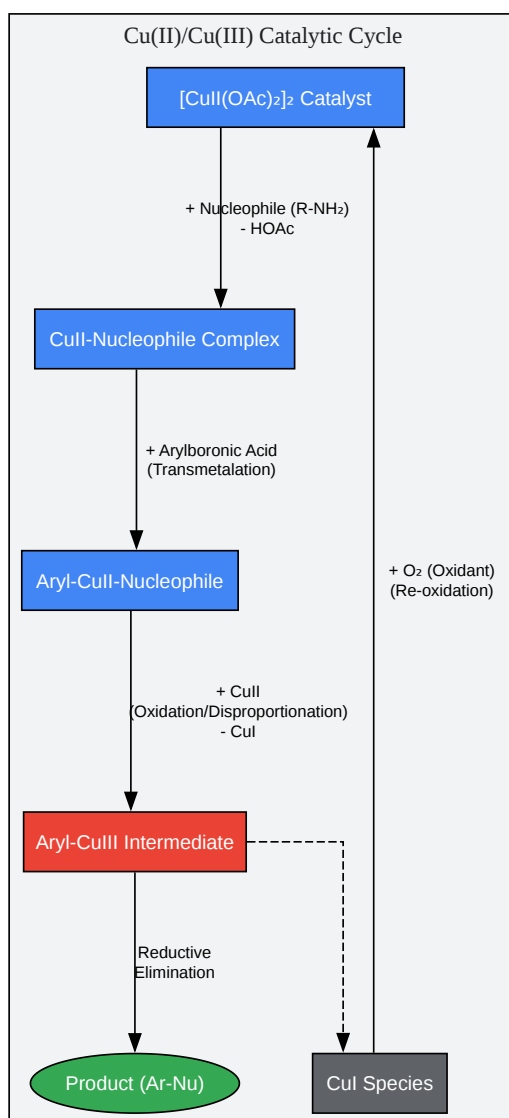 Cu(II)/Cu(III) Catalytic Cycle
[CuII(OAc)₂]₂ Catalyst
+ Nucleophile (R-NH₂)
- HOAc
CuII-Nucleophile Complex
+ Arylboronic Acid
(Transmetalation)
Aryl-CuII-Nucleophile
+ O₂ (Oxidant)
(Re-oxidation)
+ CuII
(Oxidation/Disproportionation)
- CuI
Aryl-CuIII Intermediate
Reductive
Elimination
Product (Ar-Nu)
CuI Species